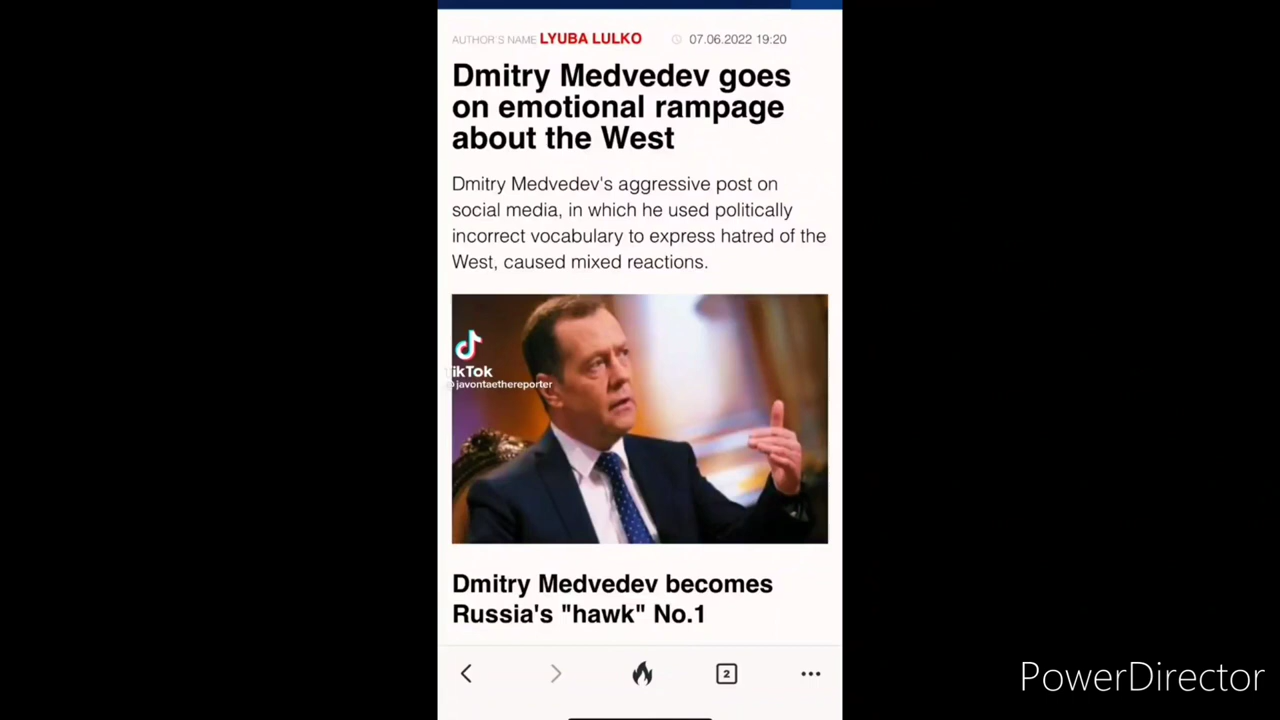 AUTHOR'S NAME LYUBA LULKO 07.06.2022 19:20
Dmitry Medvedev goes
on emotional rampage
about the West
Dmitry Medvedev's aggressive post on
social media, in which he used politically
incorrect vocabulary to express hatred of the
West, caused mixed reactions.
ikTok
@javontaethereporter
Dmitry Medvedev becomes
Russia's "hawk" No.1
2
PowerDirector